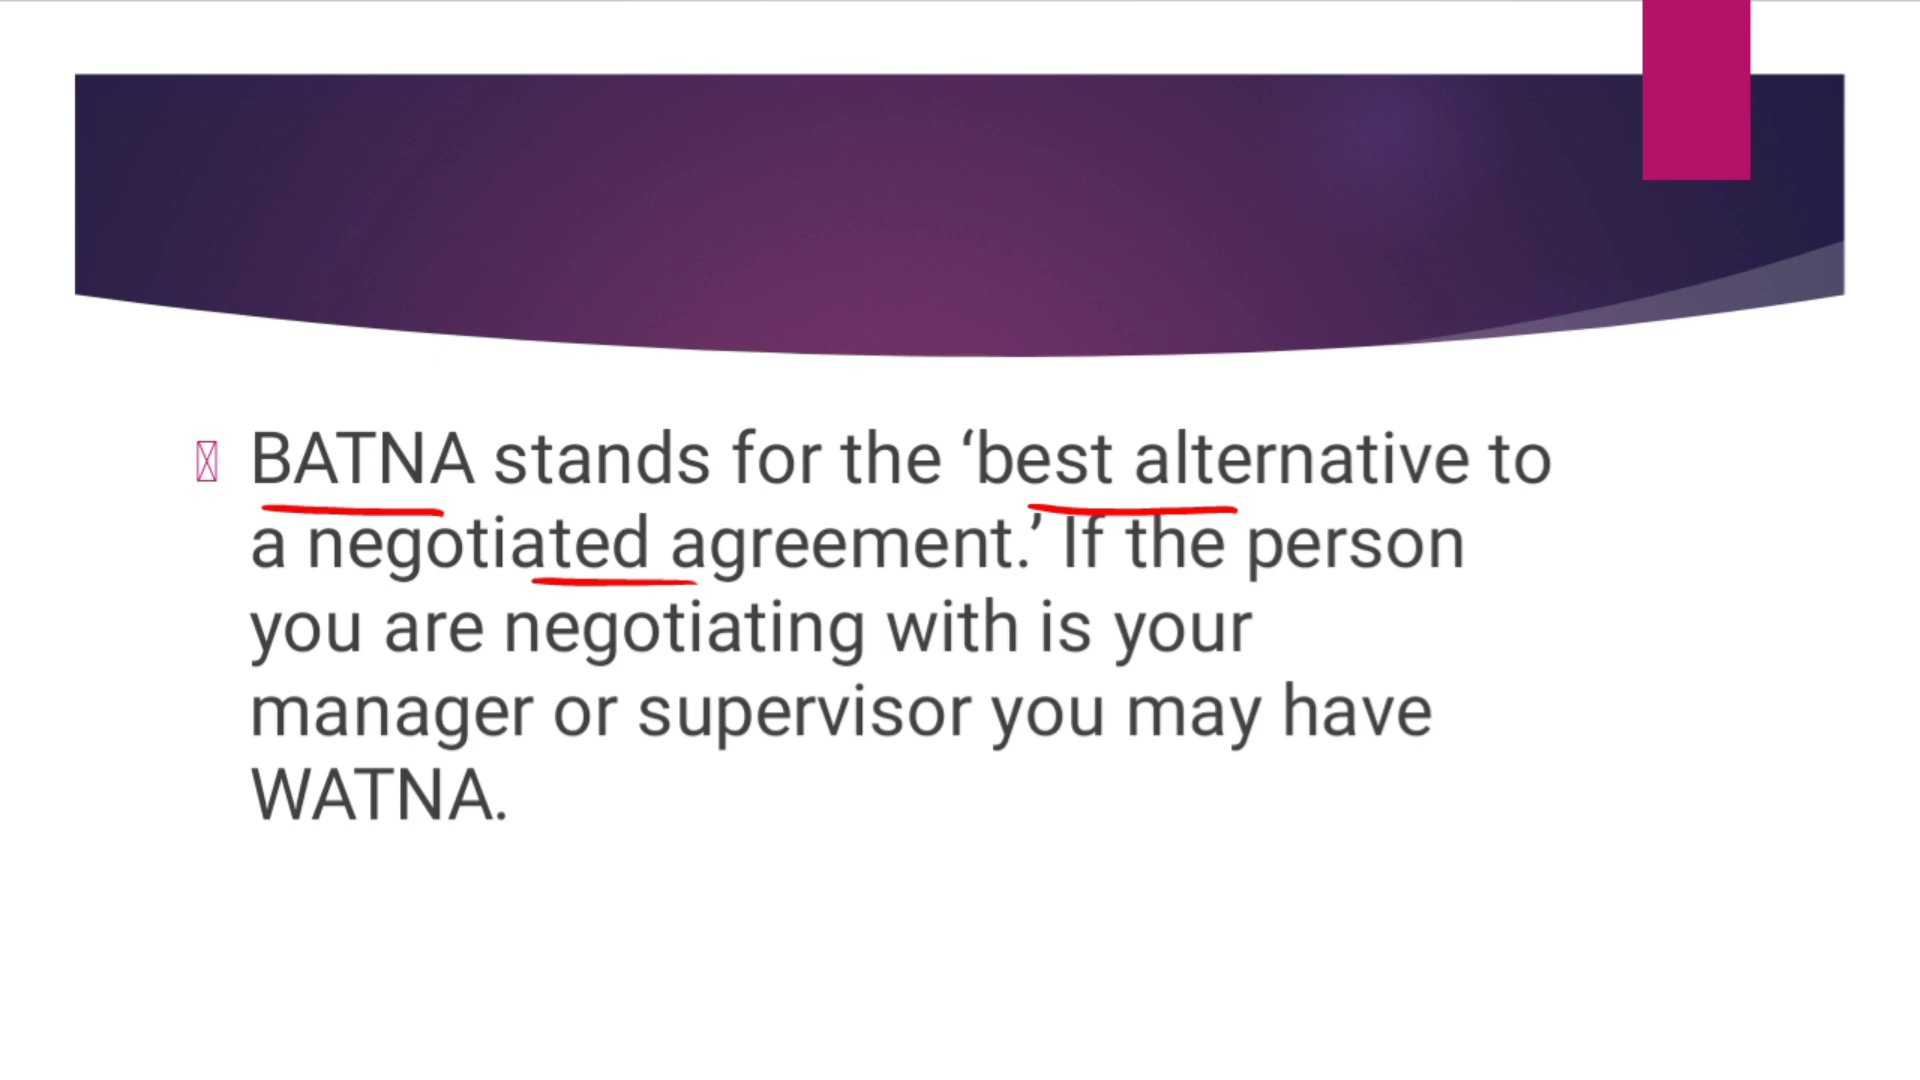 BATNA stands for the ‘best alternative to
a negotiated agreement.’ If the person
you are negotiating with is your
manager or supervisor you may have
WATNA.